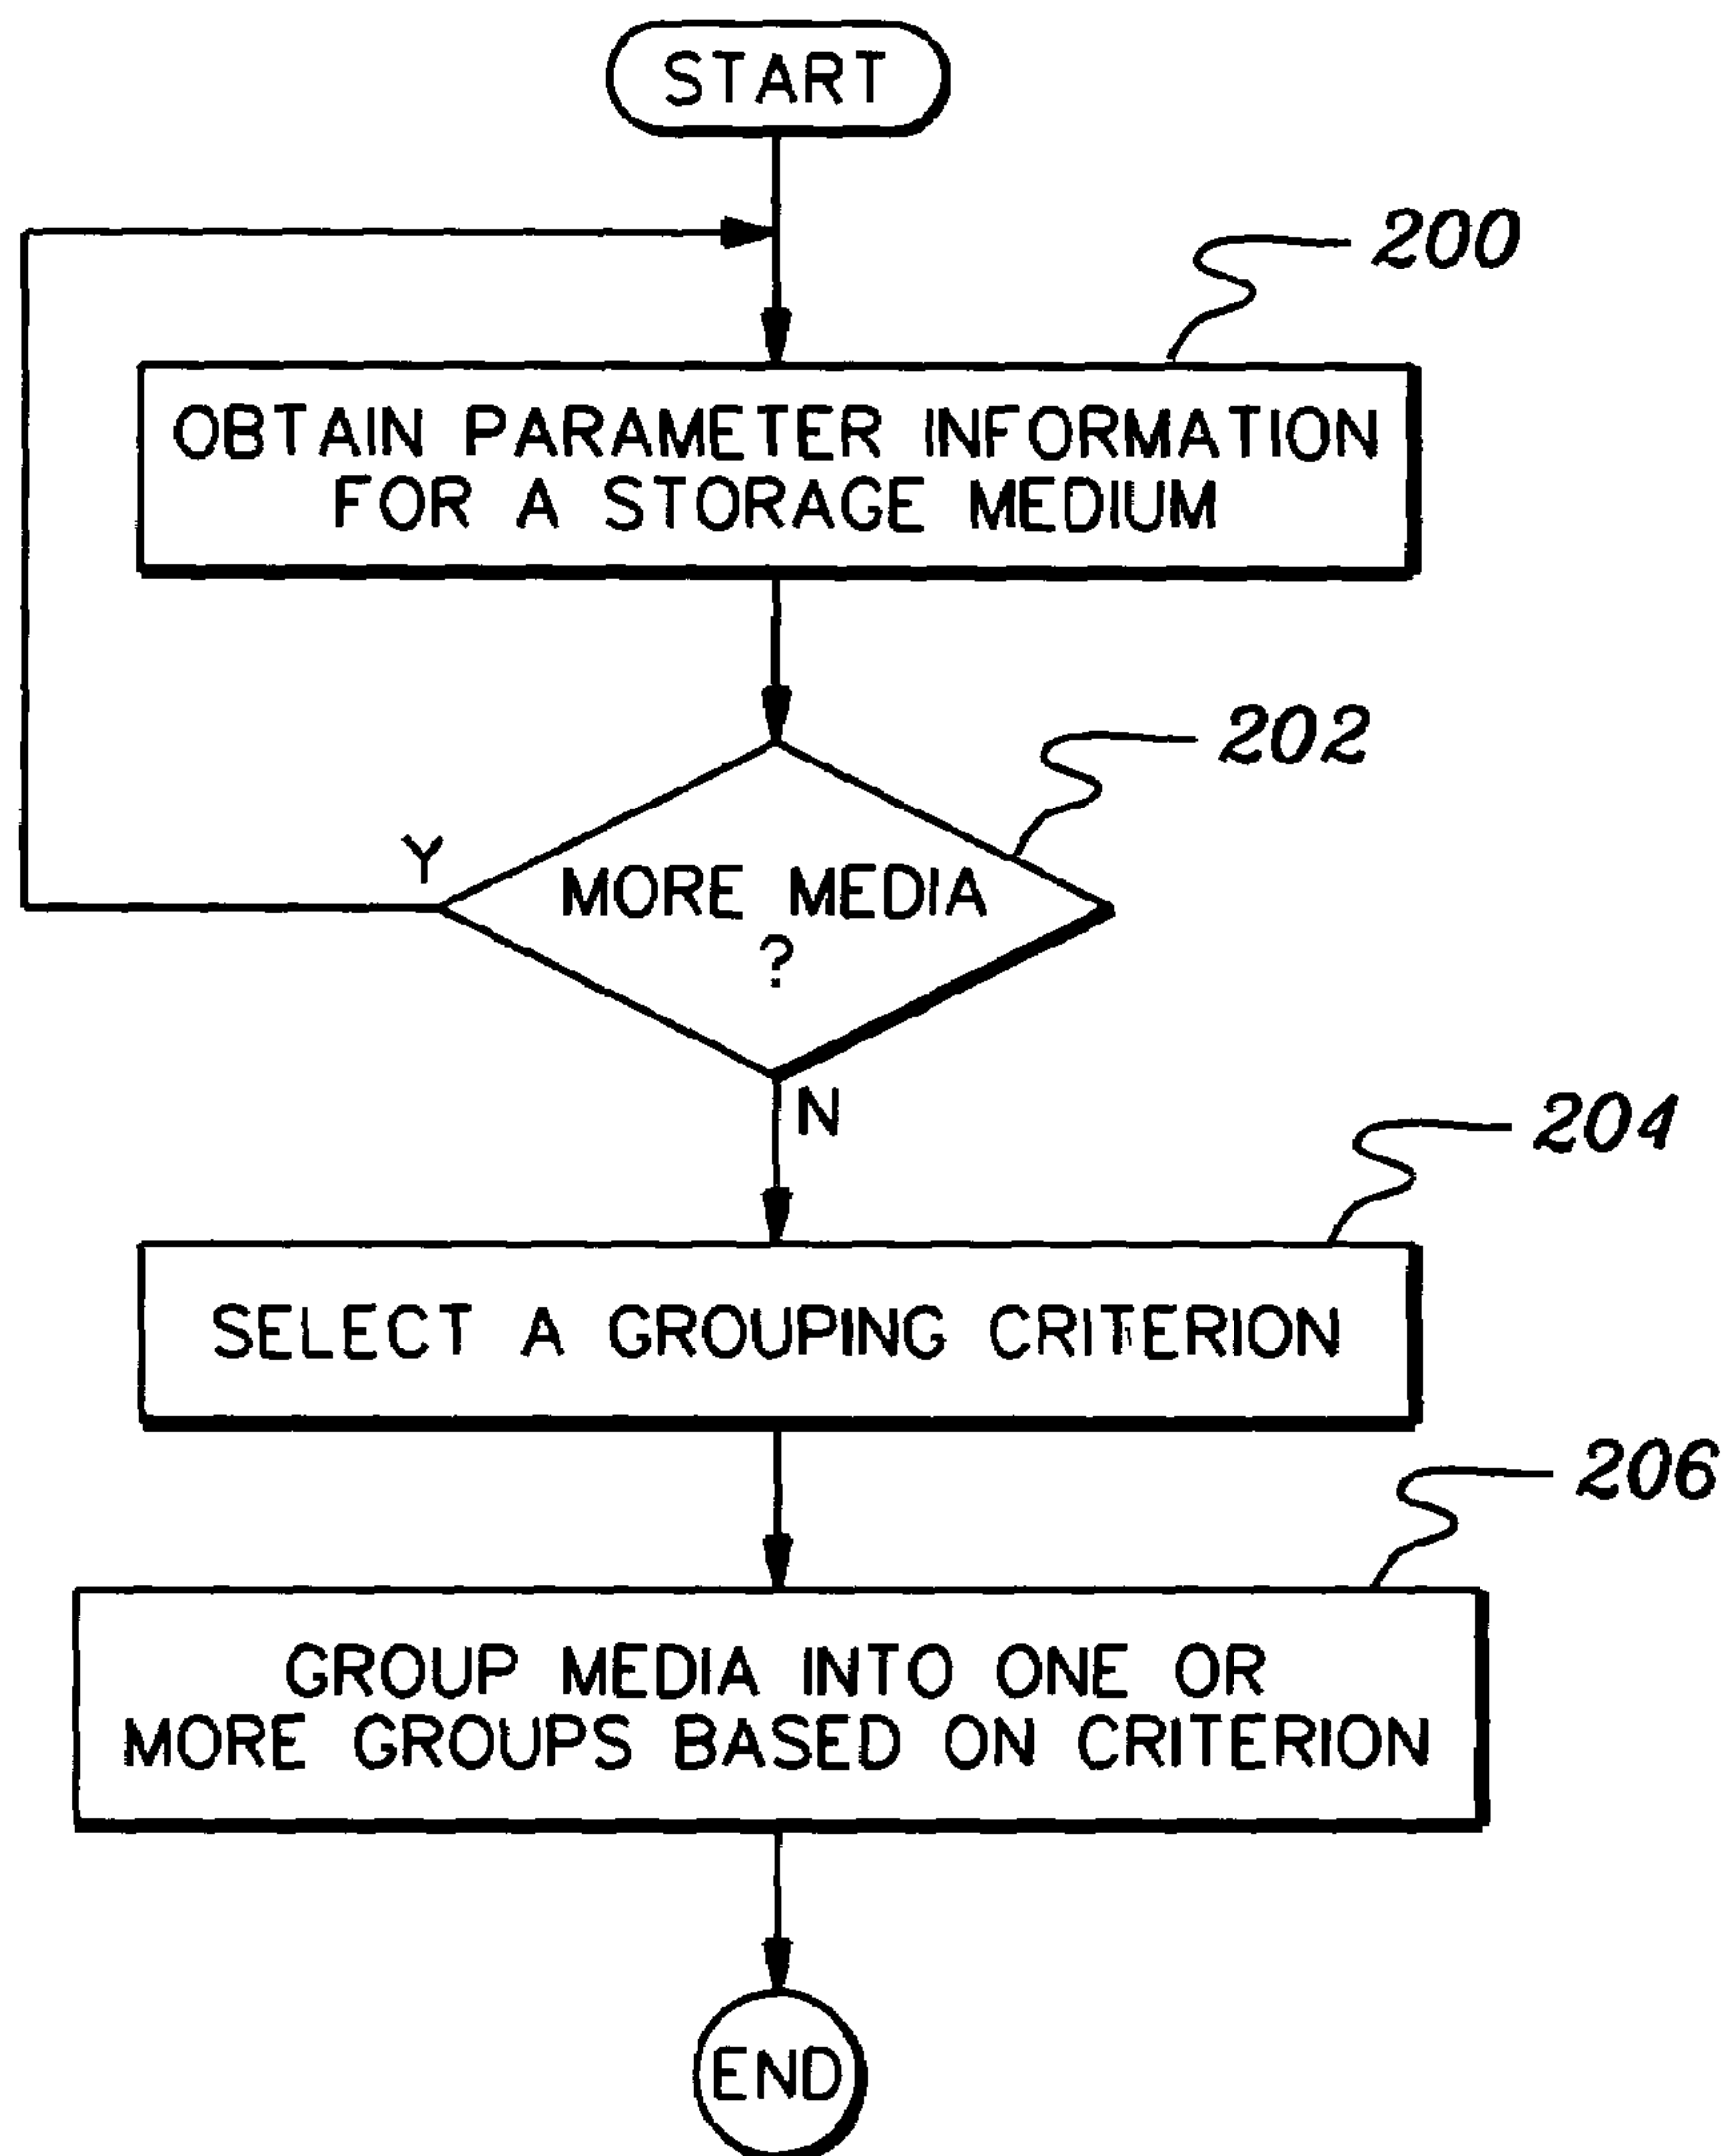 START
200
OBTAIN PARAMETER INFORMATION
FOR A STORAGE MEDIUM
202
Y
MORE MEDIA
?
N
204
SELECT A GROUPING CRITERION
206
GROUP MEDIA INTO ONE OR
MORE GROUPS BASED ON CRITERION
END